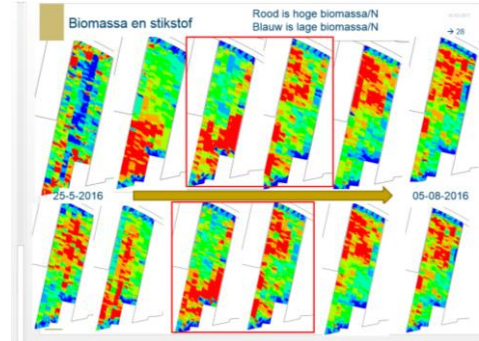 Biomassa en stikstof
Rood is hoge biomassa/N
Blauw is lage biomassa/N
→ 28
25-5-2016
05-08-2016